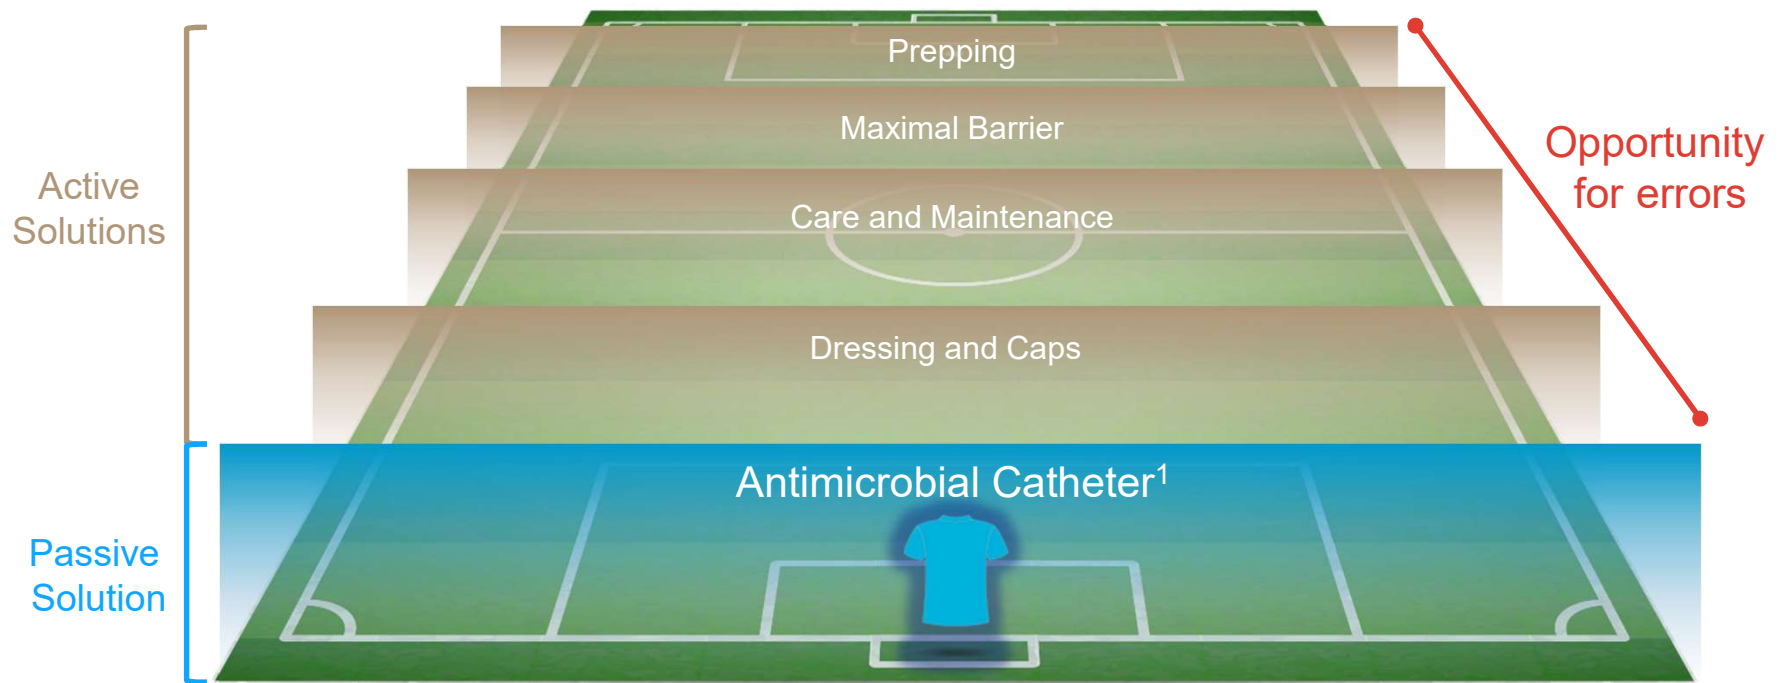 Prepping
Maximal Barrier
Opportunity
for errors
Active
Solutions
Care and Maintenance
Dressing and Caps
Antimicrobial Catheter¹
Passive
Solution